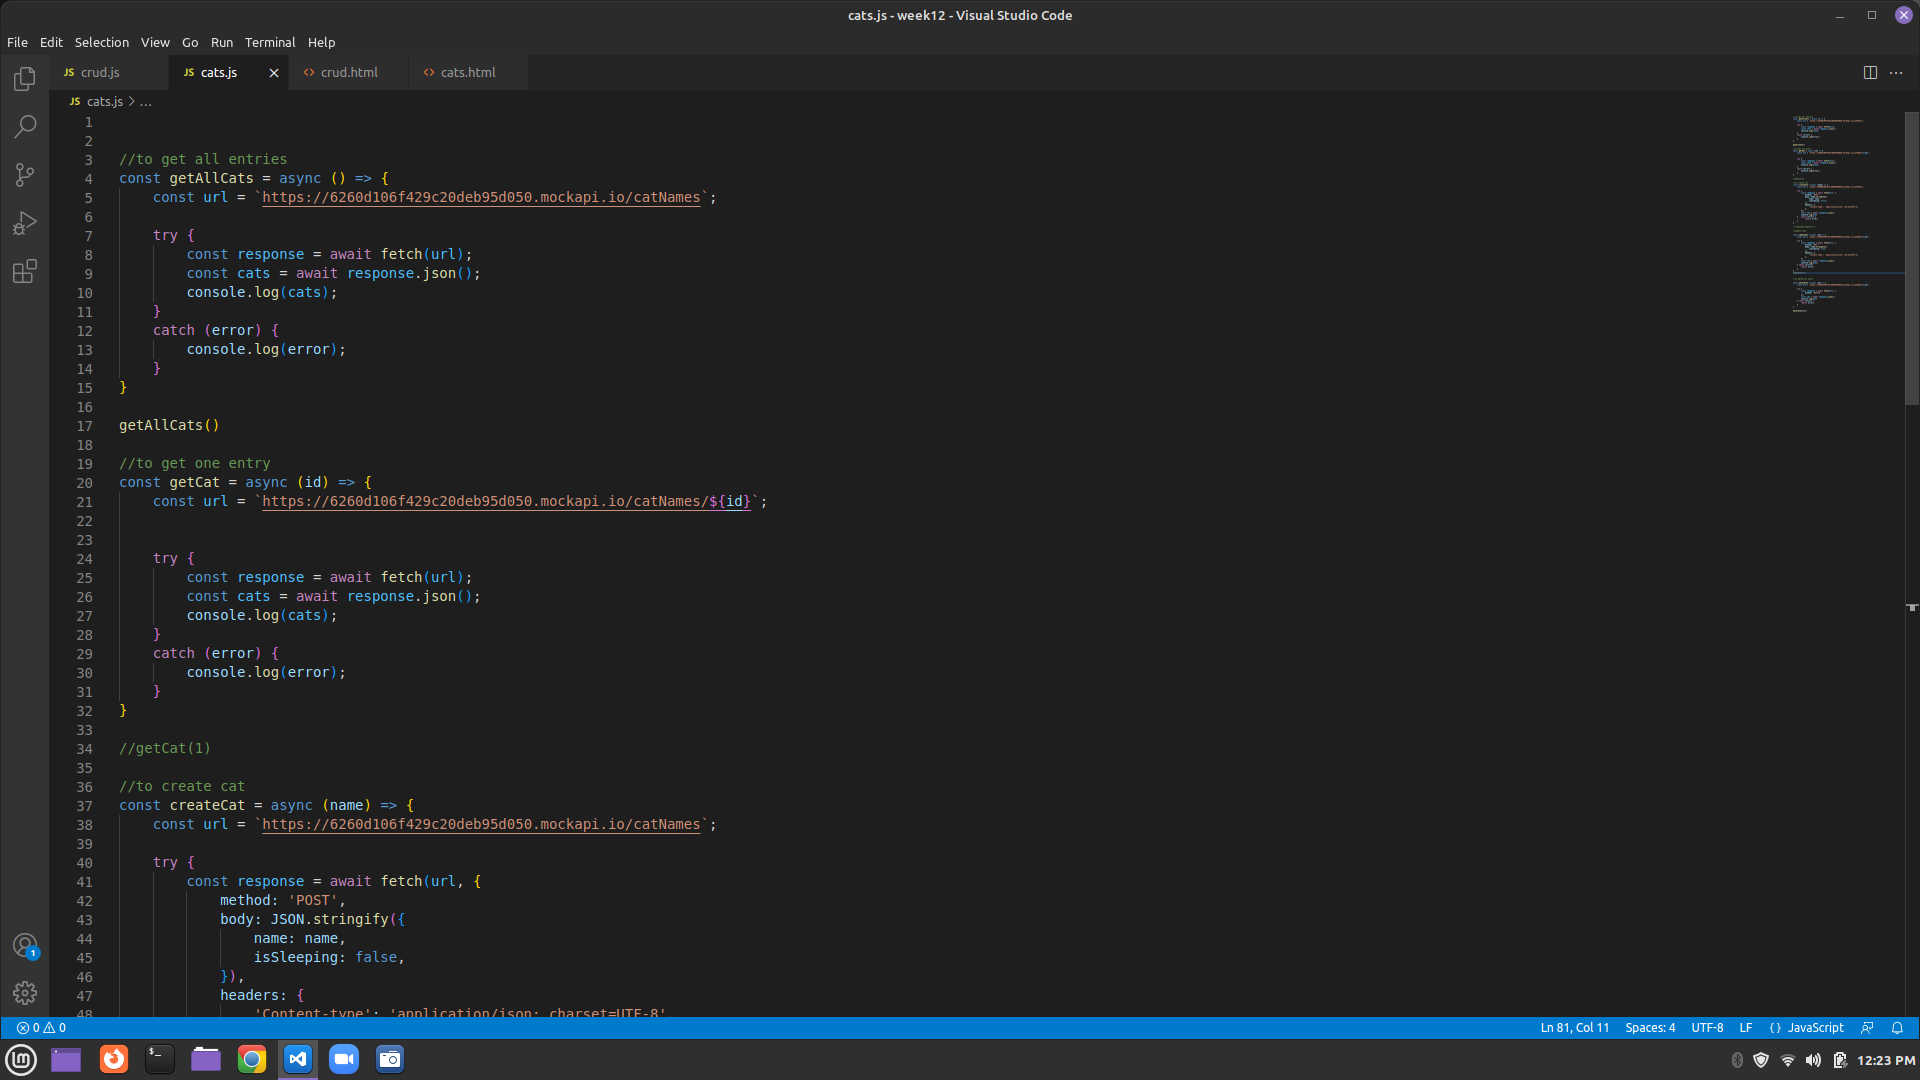 cats.js - week12 - Visual Studio Code
File Edit Selection View Go Run Terminal Help
JS crud.js JS cats.js <> crud.html <> cats.html
JS cats.js > ...
1
2
3 //to get all entries
4 const getAllCats = async () => {
5 const url = `https://6260d106f429c20deb95d050.mockapi.io/catNames`;
6
7 try {
8 const response = await fetch(url);
9 const cats = await response.json();
10 console.log(cats);
11 }
12 catch (error) {
13 console.log(error);
14 }
15 }
16
17 getAllCats()
18
19 //to get one entry
20 const getCat = async (id) => {
21 const url = `https://6260d106f429c20deb95d050.mockapi.io/catNames/${id}`;
22
23
24 try {
25 const response = await fetch(url);
26 const cats = await response.json();
27 console.log(cats);
28 }
29 catch (error) {
30 console.log(error);
31 }
32 }
33
34 //getCat(1)
35
36 //to create cat
37 const createCat = async (name) => {
38 const url = `https://6260d106f429c20deb95d050.mockapi.io/catNames`;
39
40 try {
41 const response = await fetch(url, {
42 method: 'POST',
43 body: JSON.stringify({
44 name: name,
45 isSleeping: false,
46 }),
47 headers: {
48 'Content-type': 'application/json; charset=UTF-8'
1
0 0 Ln 81, Col 11 Spaces: 4 UTF-8 LF {} JavaScript
12:23 PM